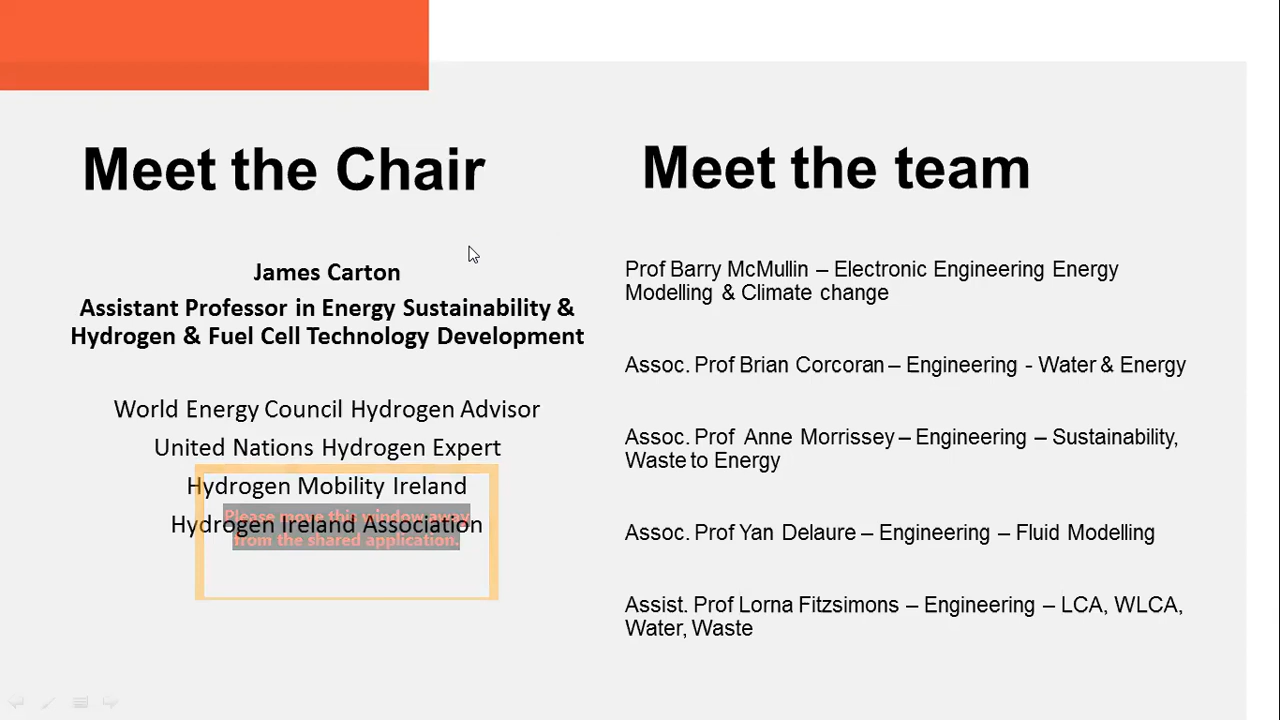 Meet the Chair
James Carton
Assistant Professor in Energy Sustainability &
Hydrogen & Fuel Cell Technology Development
World Energy Council Hydrogen Advisor
United Nations Hydrogen Expert
Hydrogen Mobility Ireland
Hydrogen Ireland Association
Please move this window away
from the shared application.
Meet the team
Prof Barry McMullin – Electronic Engineering Energy
Modelling & Climate change
Assoc. Prof Brian Corcoran – Engineering - Water & Energy
Assoc. Prof Anne Morrissey – Engineering – Sustainability,
Waste to Energy
Assoc. Prof Yan Delaure – Engineering – Fluid Modelling
Assist. Prof Lorna Fitzsimons – Engineering – LCA, WLCA,
Water, Waste